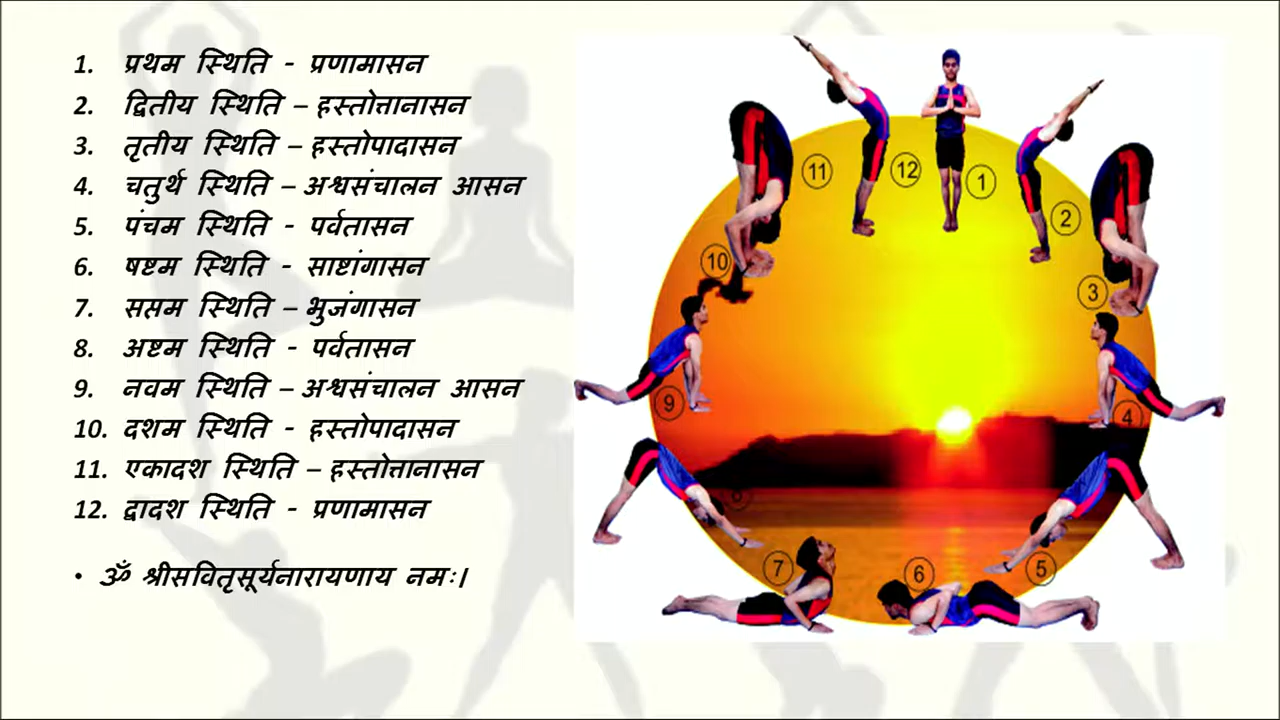 1. प्रथम स्थिति - प्रणामासन
2. द्वितीय स्थिति – हस्तोत्तानासन
3. तृतीय स्थिति – हस्तोपादासन
4. चतुर्थ स्थिति – अश्वसंचालन आसन
5. पंचम स्थिति - पर्वतासन
6. षष्टम स्थिति - साष्टांगासन
7. सप्तम स्थिति – भुजंगासन
8. अष्टम स्थिति - पर्वतासन
9. नवम स्थिति – अश्वसंचालन आसन
10. दशम स्थिति - हस्तोपादासन
11. एकादश स्थिति – हस्तोत्तानासन
12. द्वादश स्थिति - प्रणामासन
• ॐ श्रीसवितृसूर्यनारायणाय नमः।
1
2
3
4
5
6
7
8
9
10
11
12